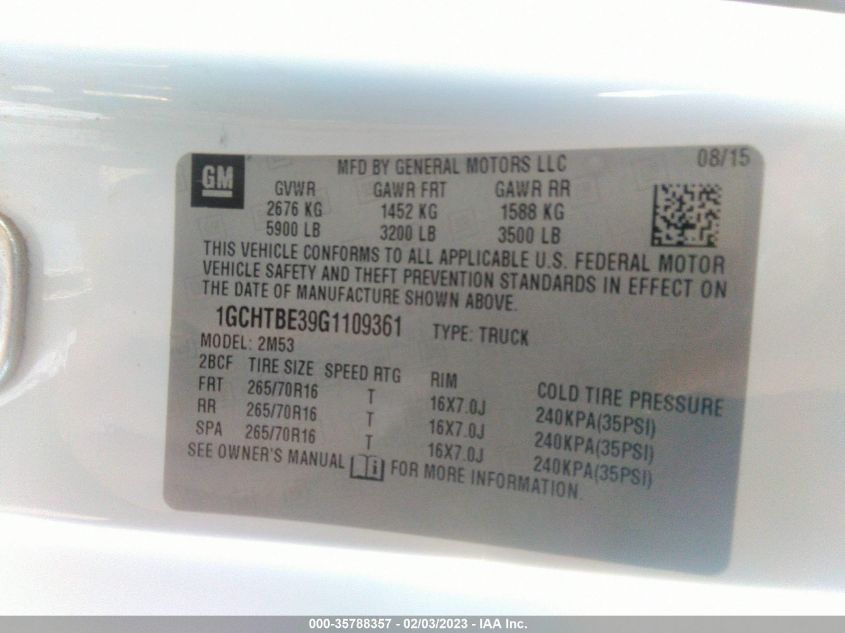 GM MFD BY GENERAL MOTORS LLC 08/15
GVWR GAWR FRT GAWR RR
2676 KG 1452 KG 1588 KG
5900 LB 3200 LB 3500 LB
THIS VEHICLE CONFORMS TO ALL APPLICABLE U.S. FEDERAL MOTOR
VEHICLE SAFETY AND THEFT PREVENTION STANDARDS IN EFFECT ON
THE DATE OF MANUFACTURE SHOWN ABOVE.
1GCHTBE39G1109361 TYPE: TRUCK
MODEL: 2M53
2BCF TIRE SIZE SPEED RTG RIM COLD TIRE PRESSURE
FRT 265/70R16 T 16X7.0J 240KPA(35PSI)
RR 265/70R16 T 16X7.0J 240KPA(35PSI)
SPA 265/70R16 T 16X7.0J 240KPA(35PSI)
SEE OWNER'S MANUAL FOR MORE INFORMATION.
000-35788357 - 02/03/2023 - IAA Inc.